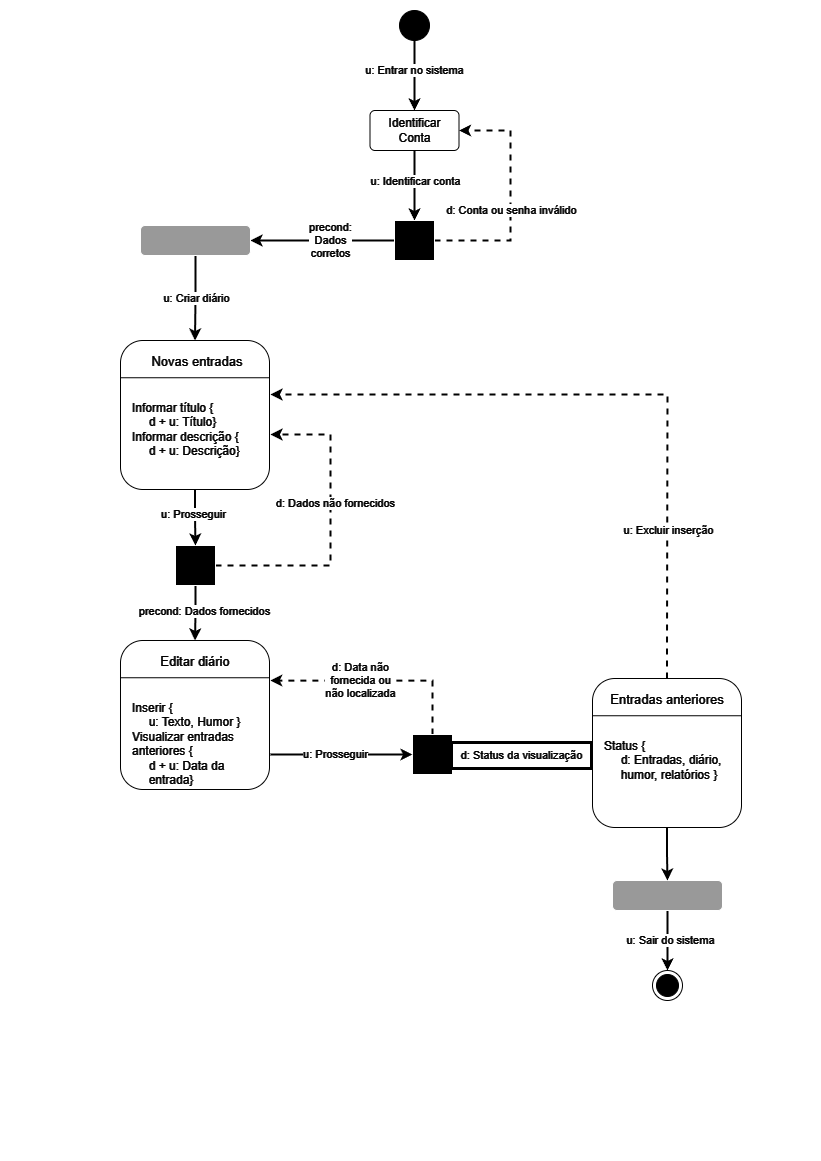 u: Entrar no sistema
Identificar
Conta
u: Identificar conta
d: Conta ou senha inválido
precond:
Dados
corretos
u: Criar diário
Novas entradas
Informar título {
d + u: Título}
Informar descrição {
d + u: Descrição}
d: Dados não fornecidos
u: Prosseguir
u: Excluir inserção
precond: Dados fornecidos
Editar diário
Inserir {
u: Texto, Humor }
Visualizar entradas
anteriores {
d + u: Data da
entrada}
d: Data não
fornecida ou
não localizada
u: Prosseguir
d: Status da visualização
Entradas anteriores
Status {
d: Entradas, diário,
humor, relatórios }
u: Sair do sistema